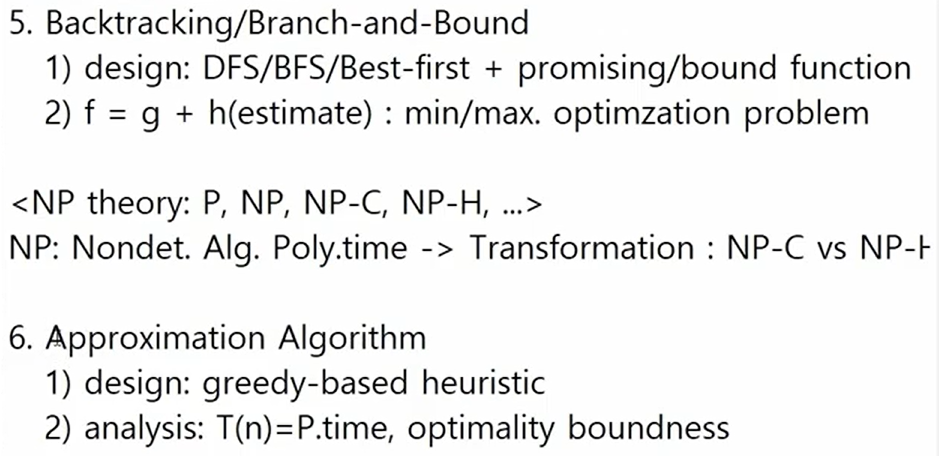 5. Backtracking/Branch-and-Bound
1) design: DFS/BFS/Best-first + promising/bound function
2) f = g + h(estimate) : min/max. optimzation problem
<NP theory: P, NP, NP-C, NP-H, ...>
NP: Nondet. Alg. Poly.time -> Transformation : NP-C vs
6. Approximation Algorithm
1) design: greedy-based heuristic
2) analysis: T(n)=P.time, optimality boundness